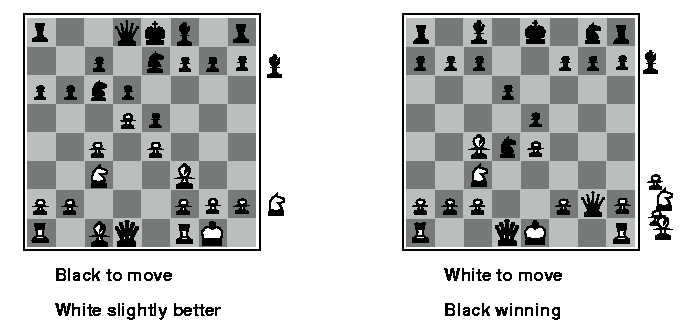 Black to move
White slightly better
White to move
Black winning